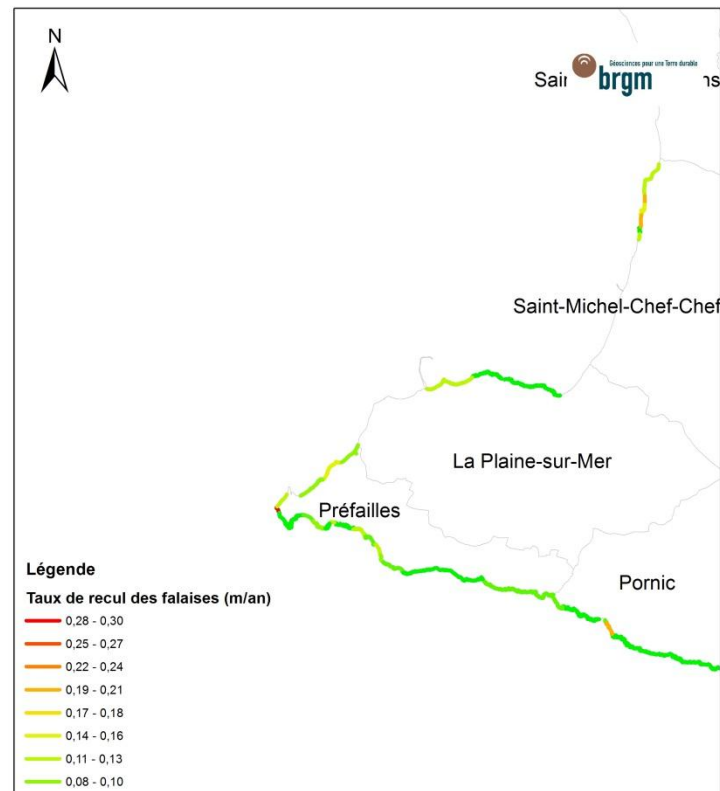 N
Géosciences pour une Terre durable
brgm
Saint-Michel-Chef-Chef
La Plaine-sur-Mer
Préfailles
Pornic
Légende
Taux de recul des falaises (m/an)
0,28 - 0,30
0,25 - 0,27
0,22 - 0,24
0,19 - 0,21
0,17 - 0,18
0,14 - 0,16
0,11 - 0,13
0,08 - 0,10